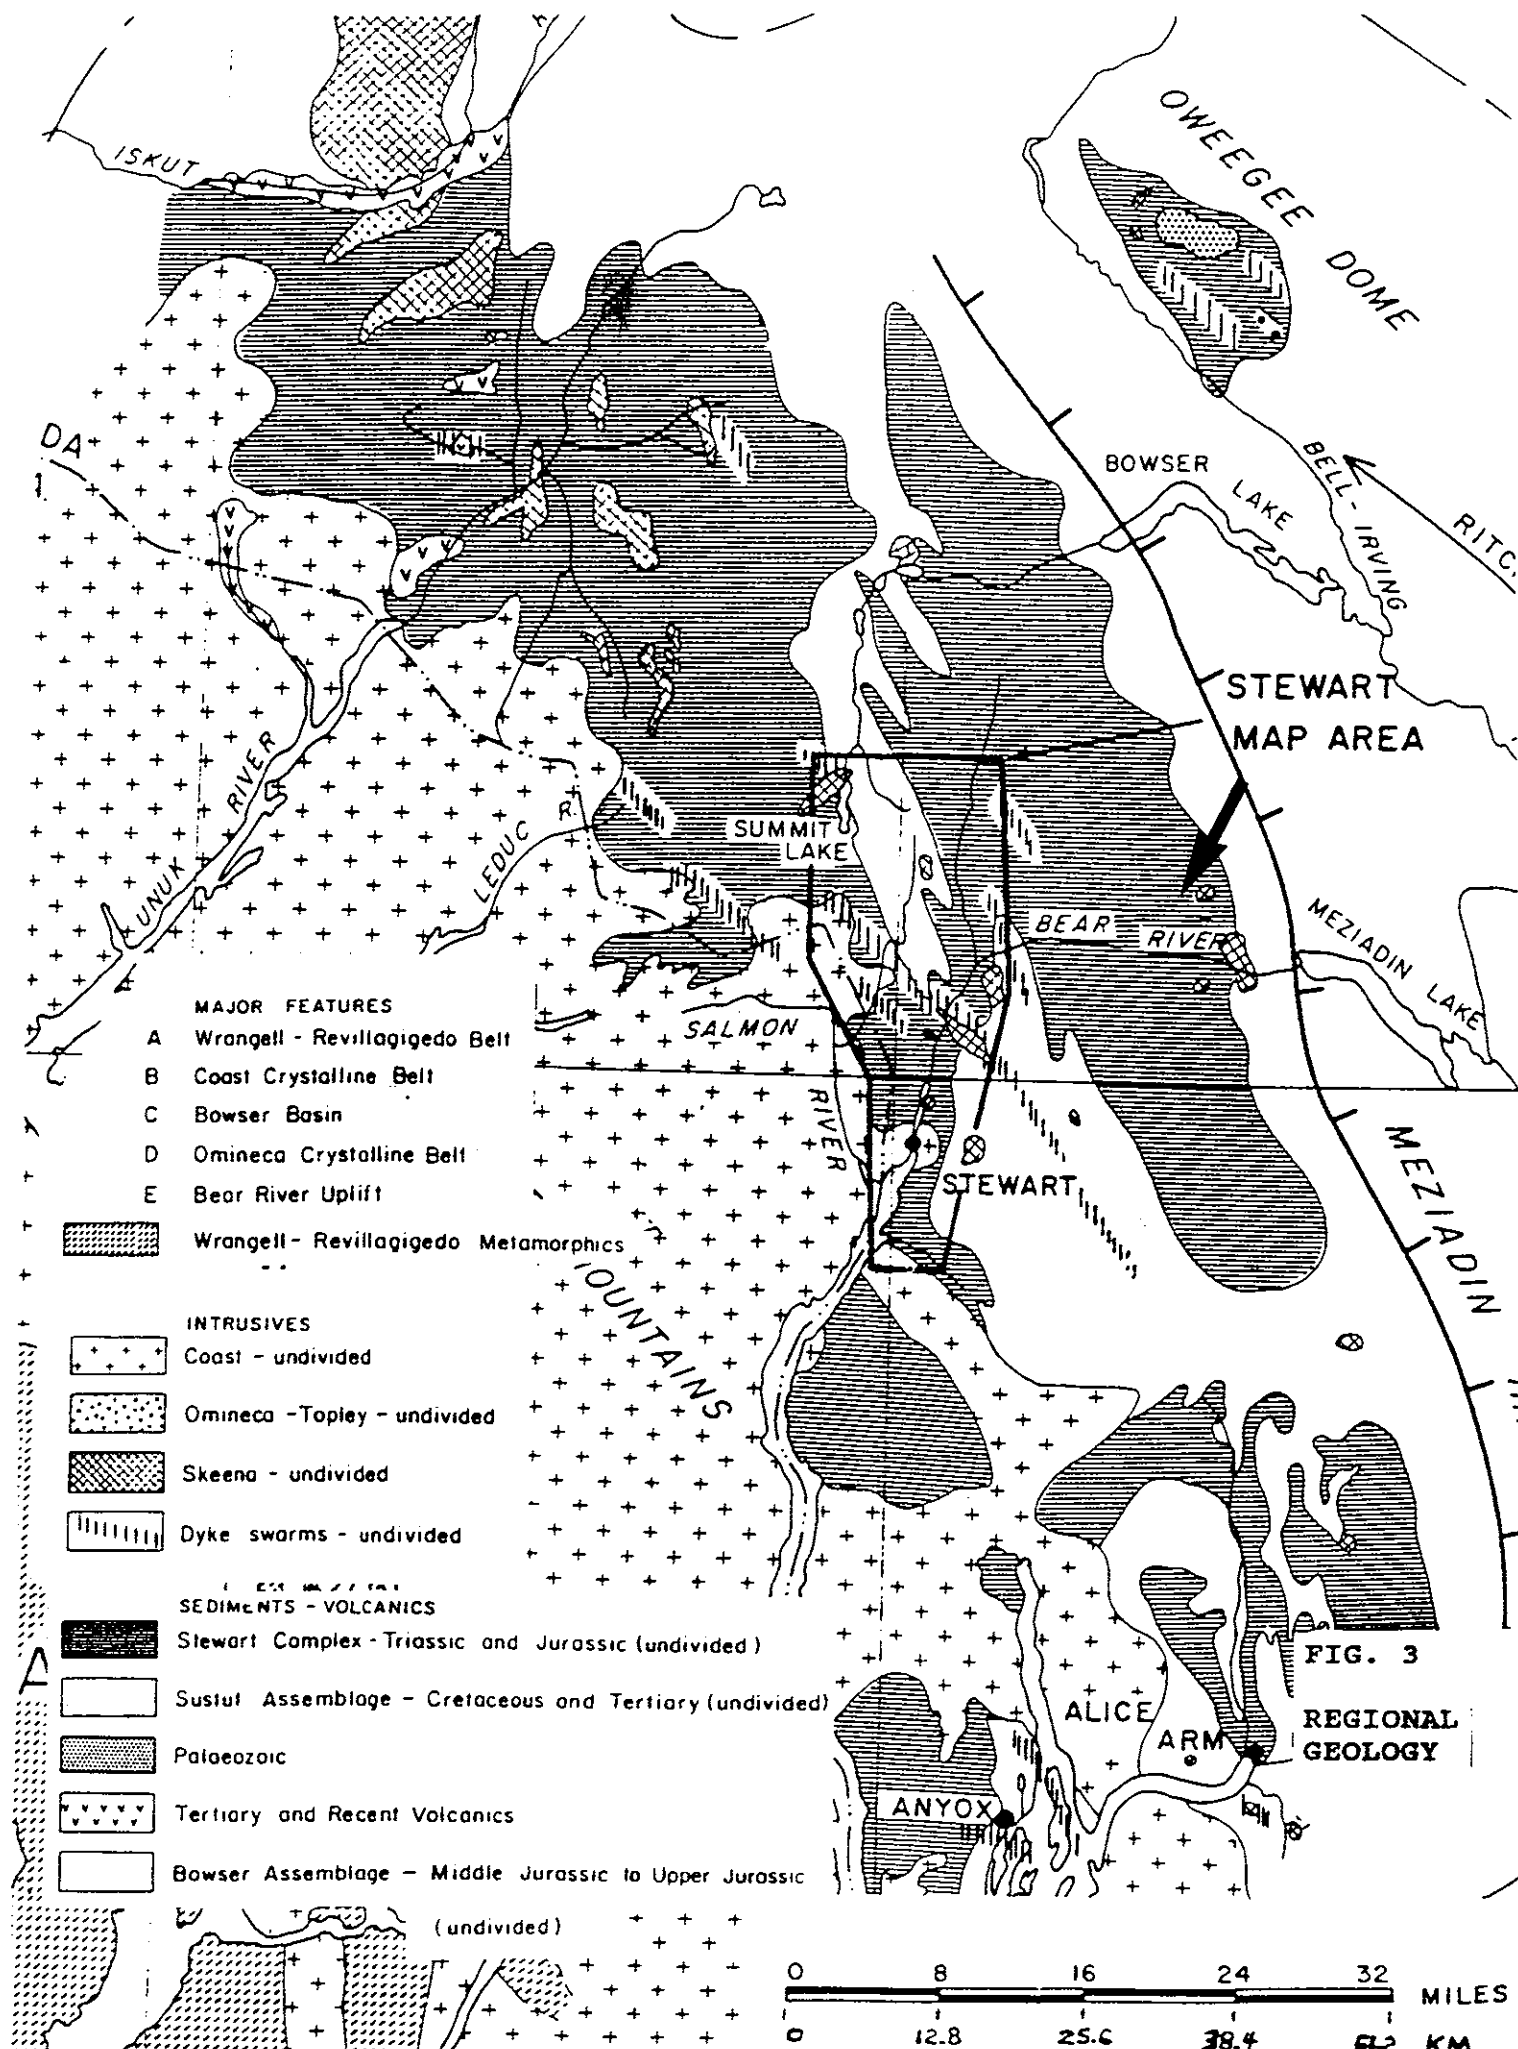 ISKUT
OWEEGEE DOME
DA
BOWSER
LAKE
BELL-IRVING
RITC
STEWART
MAP AREA
UNUK RIVER
LEDUC R.
SUMMIT
LAKE
BEAR RIVER
MEZIADIN LAKE
SALMON
RIVER
STEWART
MEZIADIN
OUNTAINS
MAJOR FEATURES
A Wrangell - Revillagigedo Belt
B Coast Crystalline Belt
C Bowser Basin
D Omineca Crystalline Belt
E Bear River Uplift
Wrangell - Revillagigedo Metamorphics
INTRUSIVES
Coast - undivided
Omineca - Topley - undivided
Skeena - undivided
Dyke swarms - undivided
SEDIMENTS - VOLCANICS
Stewart Complex - Triassic and Jurassic (undivided)
Sustut Assemblage - Cretaceous and Tertiary (undivided)
Palaeozoic
Tertiary and Recent Volcanics
Bowser Assemblage - Middle Jurassic to Upper Jurassic
(undivided)
ALICE
ARM
ANYOX
FIG. 3
REGIONAL
GEOLOGY
0 8 16 24 32 MILES
0 12.8 25.6 38.4 KM